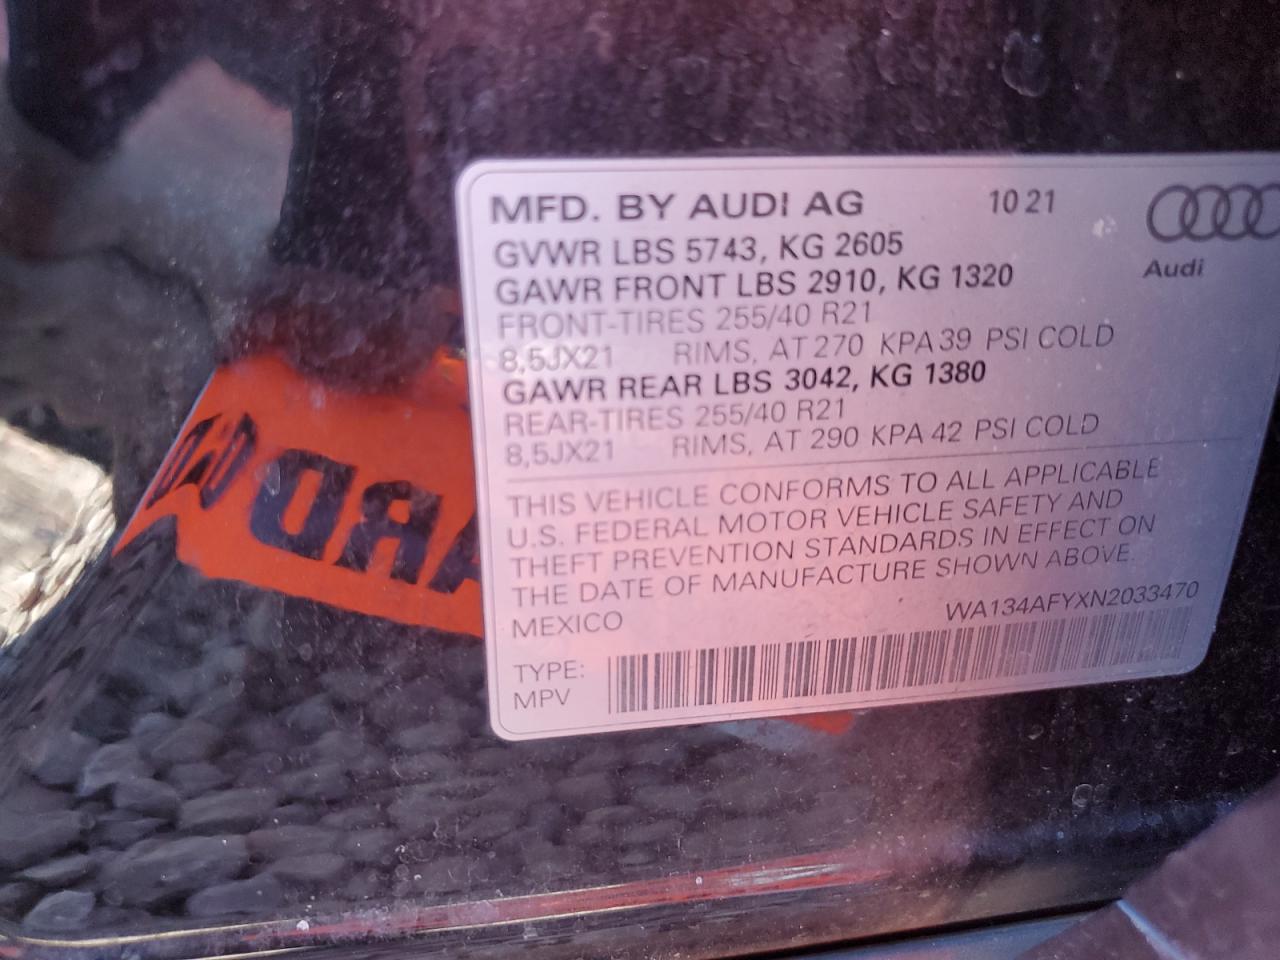 MFD. BY AUDI AG 10 21
GVWR LBS 5743, KG 2605
Audi
GAWR FRONT LBS 2910, KG 1320
FRONT-TIRES 255/40 R21
8,5JX21 RIMS, AT 270 KPA 39 PSI COLD
GAWR REAR LBS 3042, KG 1380
REAR-TIRES 255/40 R21
8,5JX21 RIMS, AT 290 KPA 42 PSI COLD
THIS VEHICLE CONFORMS TO ALL APPLICABLE
U.S. FEDERAL MOTOR VEHICLE SAFETY AND
THEFT PREVENTION STANDARDS IN EFFECT ON
THE DATE OF MANUFACTURE SHOWN ABOVE.
MEXICO WA134AFYXN2033470
TYPE:
MPV